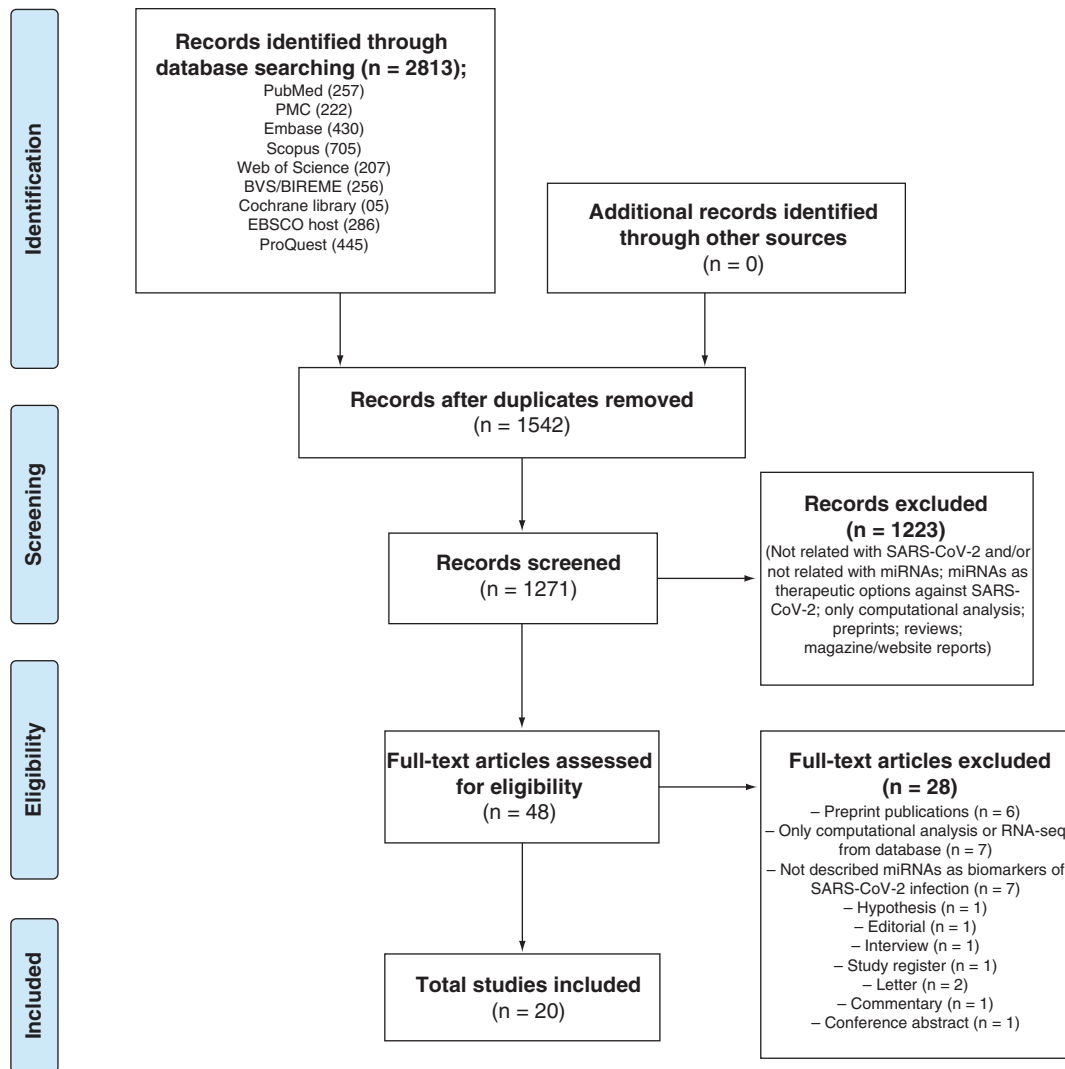 Identification
Records identified through
database searching (n = 2813);
PubMed (257)
PMC (222)
Embase (430)
Scopus (705)
Web of Science (207)
BVS/BIREME (256)
Cochrane library (05)
EBSCO host (286)
ProQuest (445)
Additional records identified
through other sources
(n = 0)
Records after duplicates removed
(n = 1542)
Screening
Records screened
(n = 1271)
Records excluded
(n = 1223)
(Not related with SARS-CoV-2 and/or
not related with miRNAs; miRNAs as
therapeutic options against SARS-
CoV-2; only computational analysis;
preprints; reviews;
magazine/website reports)
Eligibility
Full-text articles assessed
for eligibility
(n = 48)
Full-text articles excluded
(n = 28)
– Preprint publications (n = 6)
– Only computational analysis or RNA-seq
from database (n = 7)
– Not described miRNAs as biomarkers of
SARS-CoV-2 infection (n = 7)
– Hypothesis (n = 1)
– Editorial (n = 1)
– Interview (n = 1)
– Study register (n = 1)
– Letter (n = 2)
– Commentary (n = 1)
– Conference abstract (n = 1)
Included
Total studies included
(n = 20)